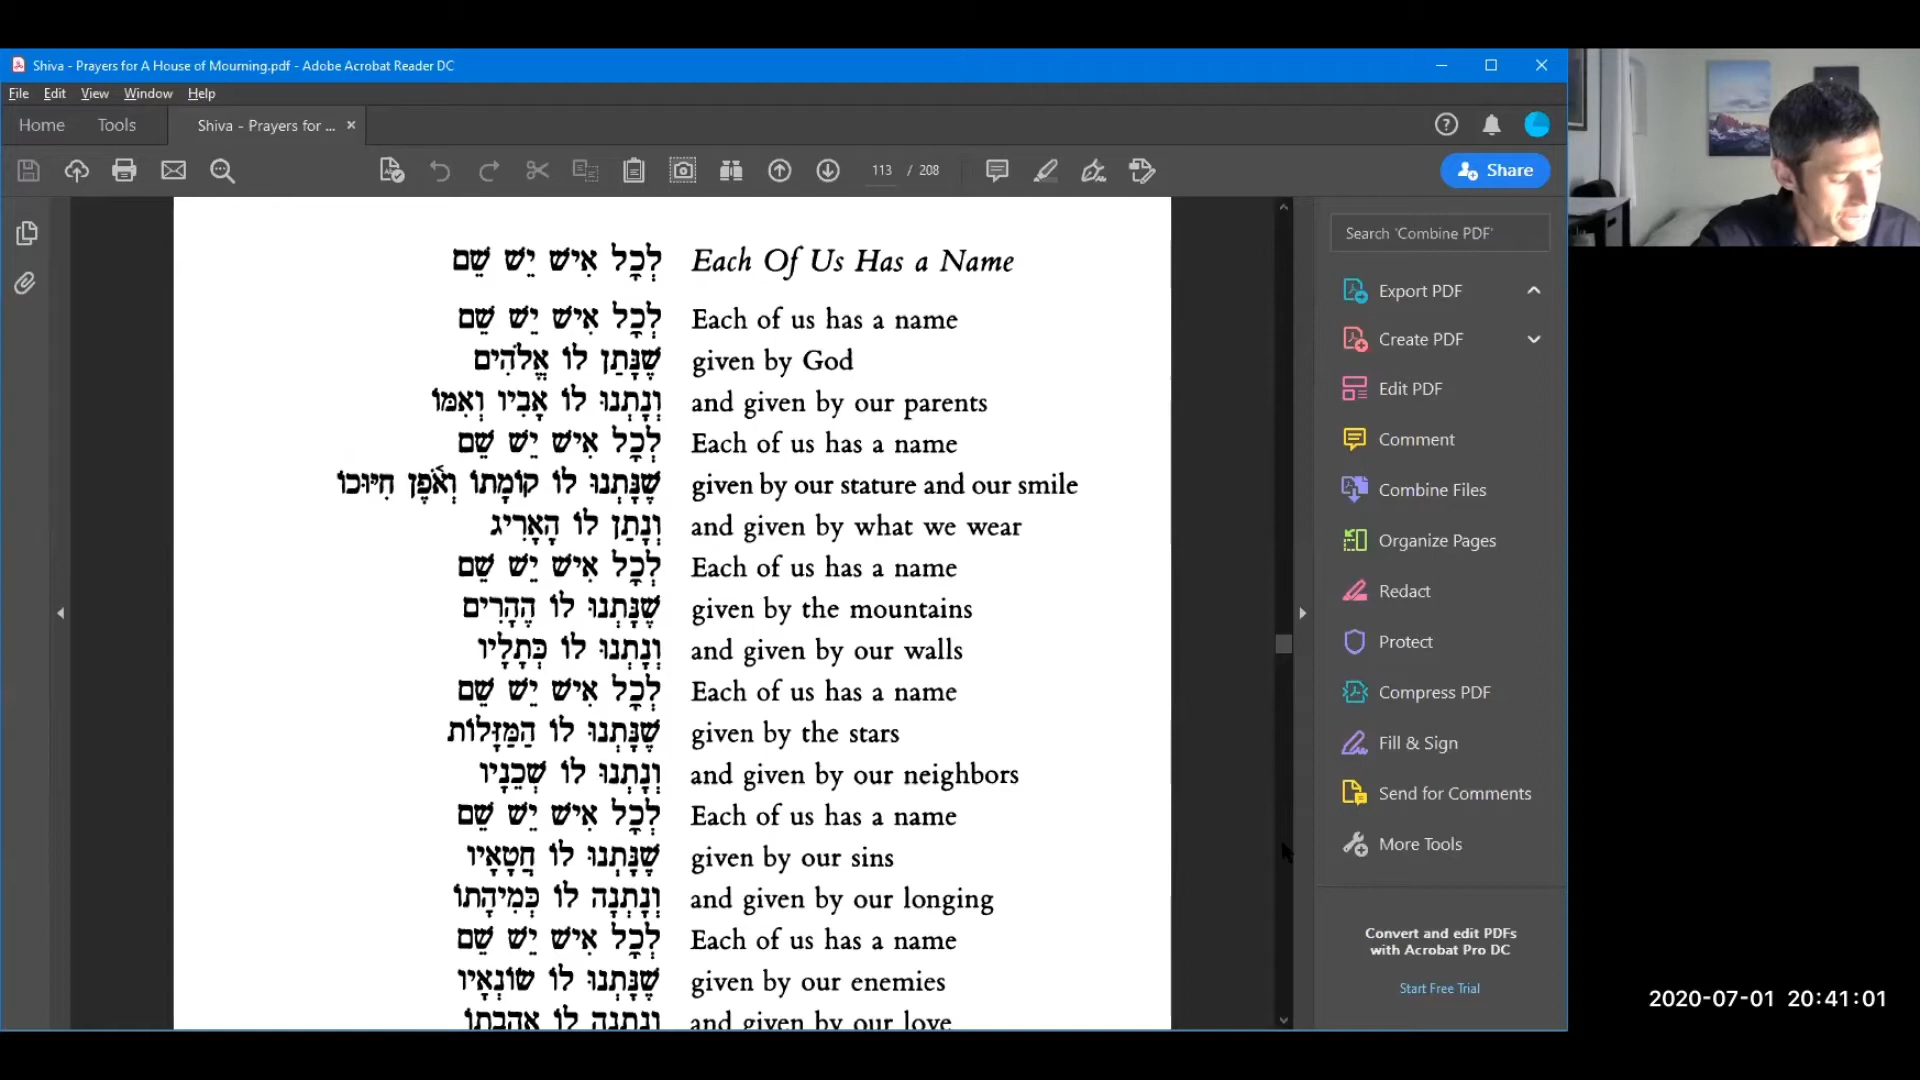 Shiva - Prayers for A House of Mourning.pdf - Adobe Acrobat Reader DC
File Edit View Window Help
Home Tools Shiva - Prayers for ... ×
113 / 208
Share
Search 'Combine PDF'
Export PDF
Create PDF
Edit PDF
Comment
Combine Files
Organize Pages
Redact
Protect
Compress PDF
Fill & Sign
Send for Comments
More Tools
Convert and edit PDFs
with Acrobat Pro DC
Start Free Trial
לְכָל אִישׁ יֵשׁ שֵׁם Each Of Us Has a Name
לְכָל אִישׁ יֵשׁ שֵׁם Each of us has a name
שֶׁנָּתַן לוֹ אֱלֹהִים given by God
וְנָתְנוּ לוֹ אָבִיו וְאִמּוֹ and given by our parents
לְכָל אִישׁ יֵשׁ שֵׁם Each of us has a name
שֶׁנָּתְנוּ לוֹ קוֹמָתוֹ וְאֹפֶן חִיּוּכוֹ given by our stature and our smile
וְנָתַן לוֹ הָאָרִיג and given by what we wear
לְכָל אִישׁ יֵשׁ שֵׁם Each of us has a name
שֶׁנָּתְנוּ לוֹ הֶהָרִים given by the mountains
וְנָתְנוּ לוֹ כְּתָלָיו and given by our walls
לְכָל אִישׁ יֵשׁ שֵׁם Each of us has a name
שֶׁנָּתְנוּ לוֹ הַמַּזָּלוֹת given by the stars
וְנָתְנוּ לוֹ שְׁכֵנָיו and given by our neighbors
לְכָל אִישׁ יֵשׁ שֵׁם Each of us has a name
שֶׁנָּתְנוּ לוֹ חֲטָאָיו given by our sins
וְנָתְנָה לוֹ כְּמִיהָתוֹ and given by our longing
לְכָל אִישׁ יֵשׁ שֵׁם Each of us has a name
שֶׁנָּתְנוּ לוֹ שׂוֹנְאָיו given by our enemies
וְנָתְנָה לוֹ אַהֲבָתוֹ and given by our love
2020-07-01 20:41:01